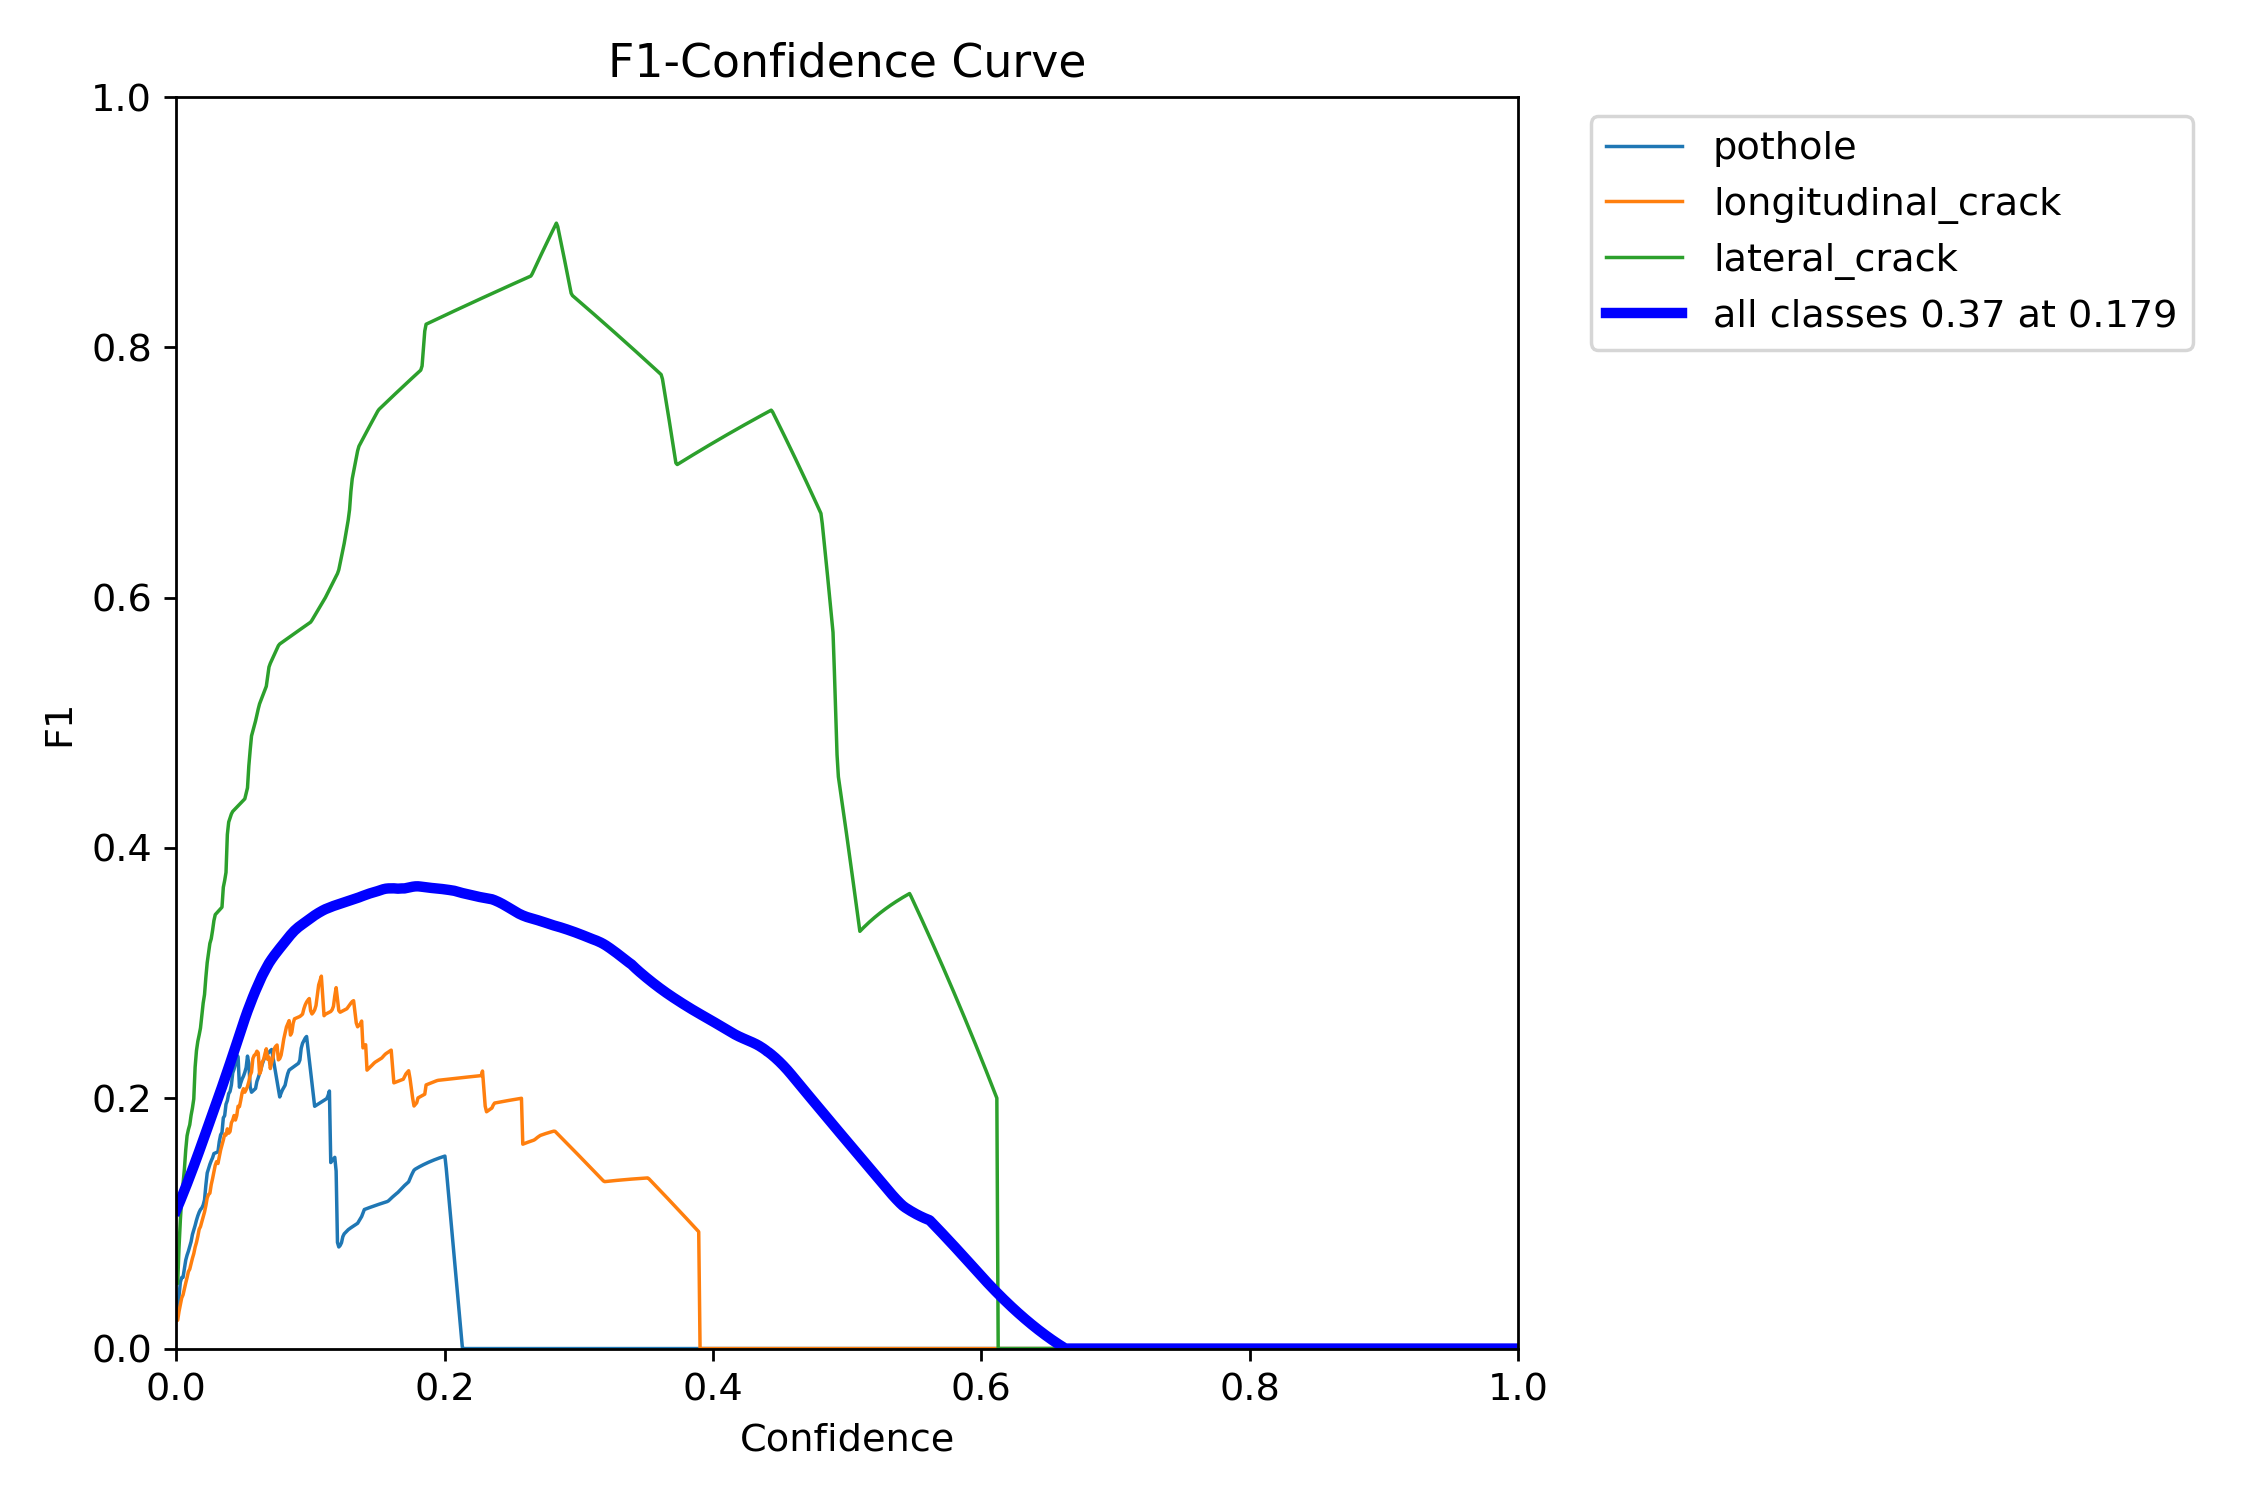 F1-Confidence Curve
1.0
0.8
0.6
0.4
0.2
0.0
F1
0.0 0.2 0.4 0.6 0.8 1.0
Confidence
pothole
longitudinal_crack
lateral_crack
all classes 0.37 at 0.179